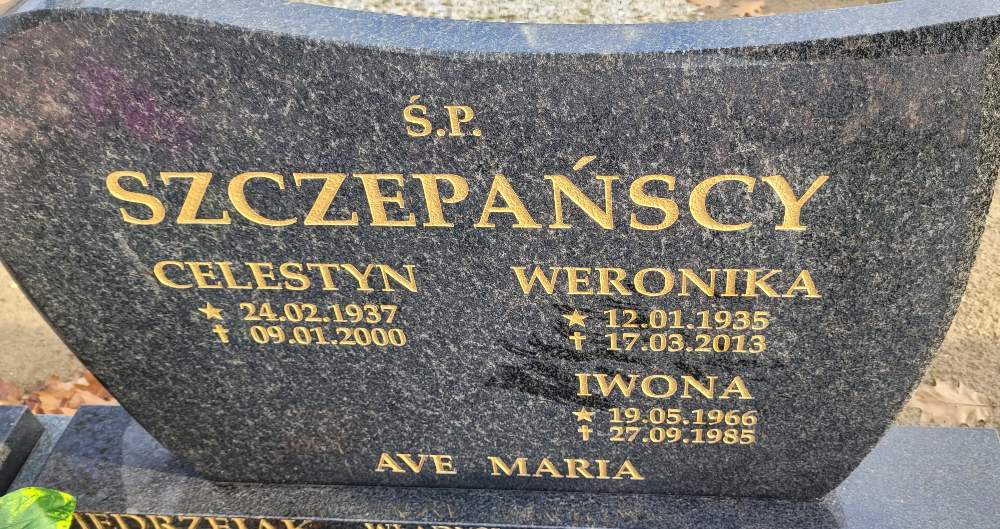 Ś.P.
SZCZEPAŃSCY
CELESTYN
★ 24.02.1937
✝ 09.01.2000
WERONIKA
★ 12.01.1935
✝ 17.03.2013
IWONA
★ 19.05.1966
✝ 27.09.1985
AVE MARIA